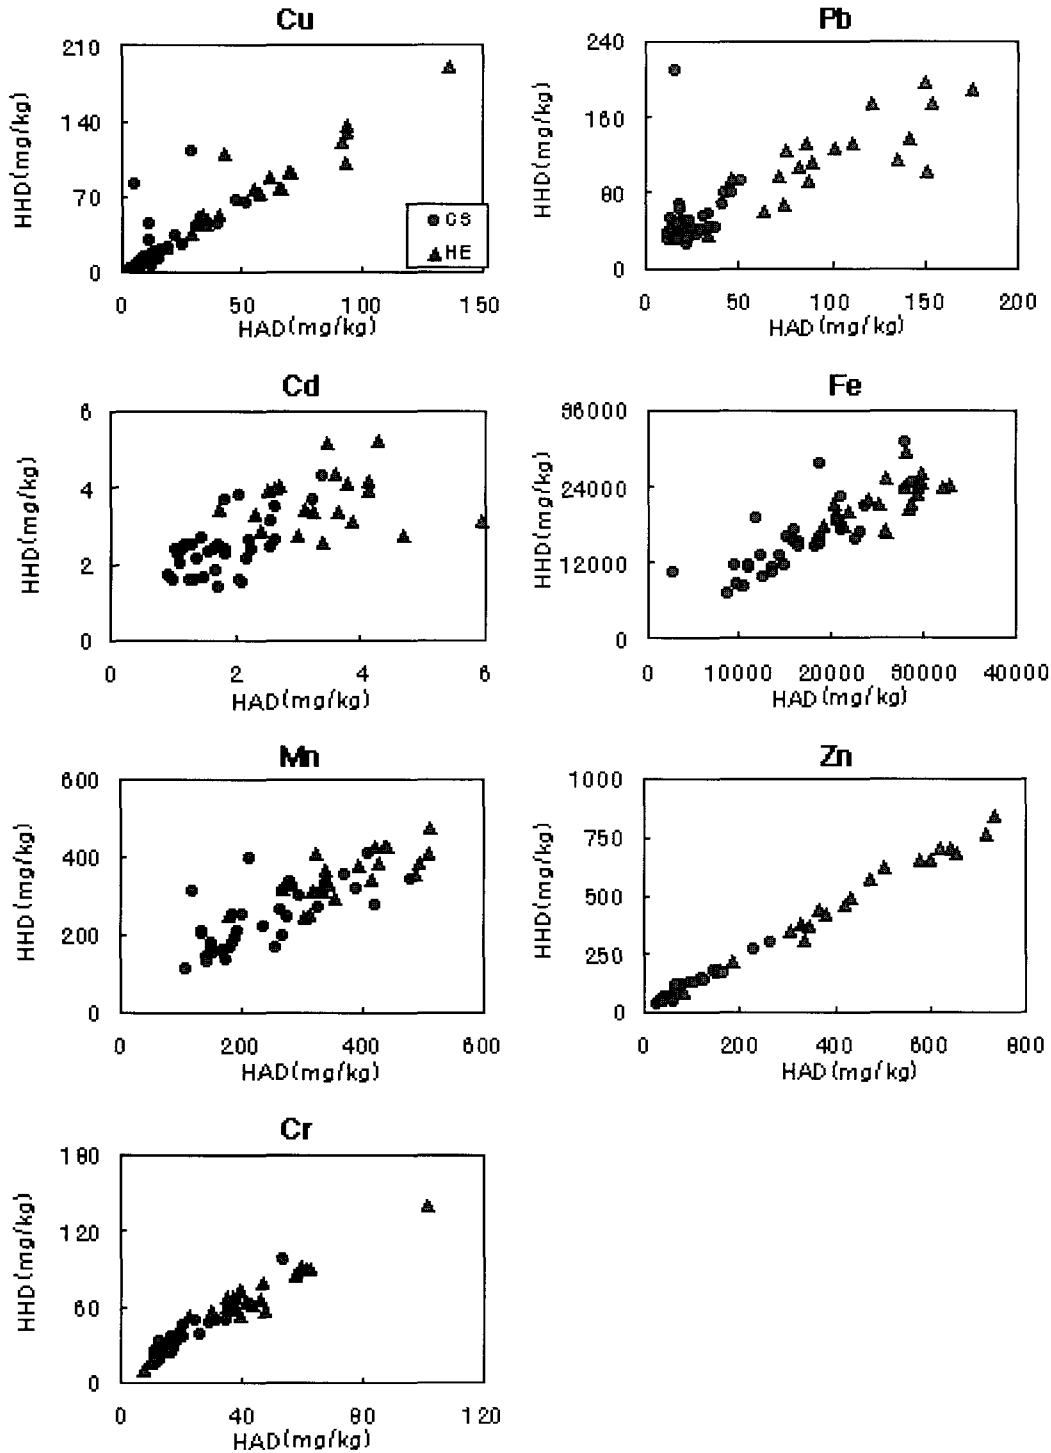 Cu
210
140
70
0
HHD(mg/kg)
CS
HE
0 50 100 150
HAD(mg/kg)
Pb
240
160
80
0
HHD(mg/kg)
0 50 100 150 200
HAD(mg/kg)
Cd
6
4
2
0
HHD(mg/kg)
0 2 4 6
HAD(mg/kg)
Fe
36000
24000
12000
0
HHD(mg/kg)
0 10000 20000 30000 40000
HAD(mg/kg)
Mn
600
400
200
0
HHD(mg/kg)
0 200 400 600
HAD(mg/kg)
Zn
1000
750
500
250
0
HHD(mg/kg)
0 200 400 600 800
HAD(mg/kg)
Cr
180
120
60
0
HHD(mg/kg)
0 40 80 120
HAD(mg/kg)